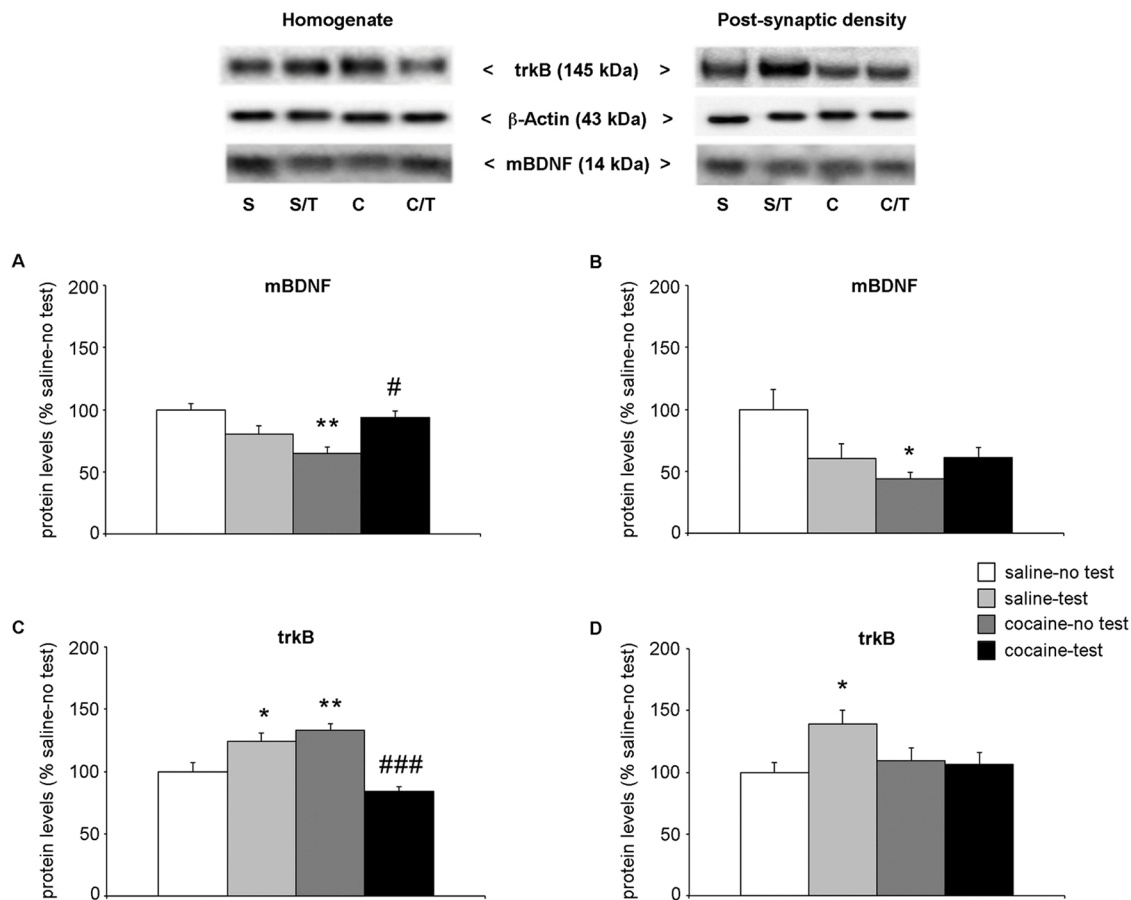 Homogenate
Post-synaptic density
< trkB (145 kDa) >
< β-Actin (43 kDa) >
< mBDNF (14 kDa) >
S S/T C C/T
S S/T C C/T
A
mBDNF
protein levels (% saline-no test)
200
150
100
50
0
**
#
B
mBDNF
protein levels (% saline-no test)
200
150
100
50
0
*
saline-no test
saline-test
cocaine-no test
cocaine-test
C
trkB
protein levels (% saline-no test)
200
150
100
50
0
*
**
###
D
trkB
protein levels (% saline-no test)
200
150
100
50
0
*